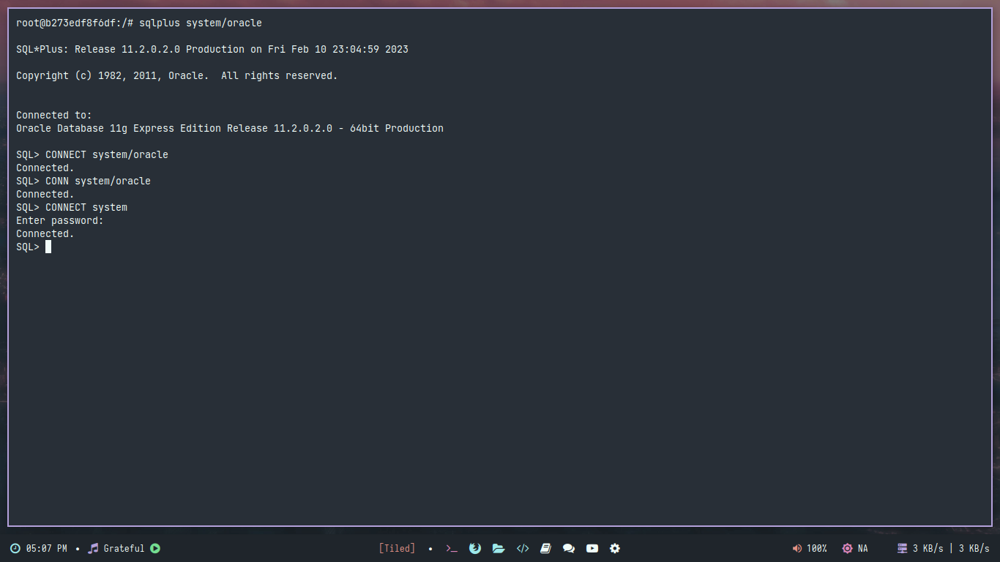 root@b273edf8f6df:/# sqlplus system/oracle
SQL*Plus: Release 11.2.0.2.0 Production on Fri Feb 10 23:04:59 2023
Copyright (c) 1982, 2011, Oracle.  All rights reserved.
Connected to:
Oracle Database 11g Express Edition Release 11.2.0.2.0 - 64bit Production
SQL> CONNECT system/oracle
Connected.
SQL> CONN system/oracle
Connected.
SQL> CONNECT system
Enter password:
Connected.
SQL>
05:07 PM • Grateful [Tiled] • 100% NA 3 KB/s | 3 KB/s